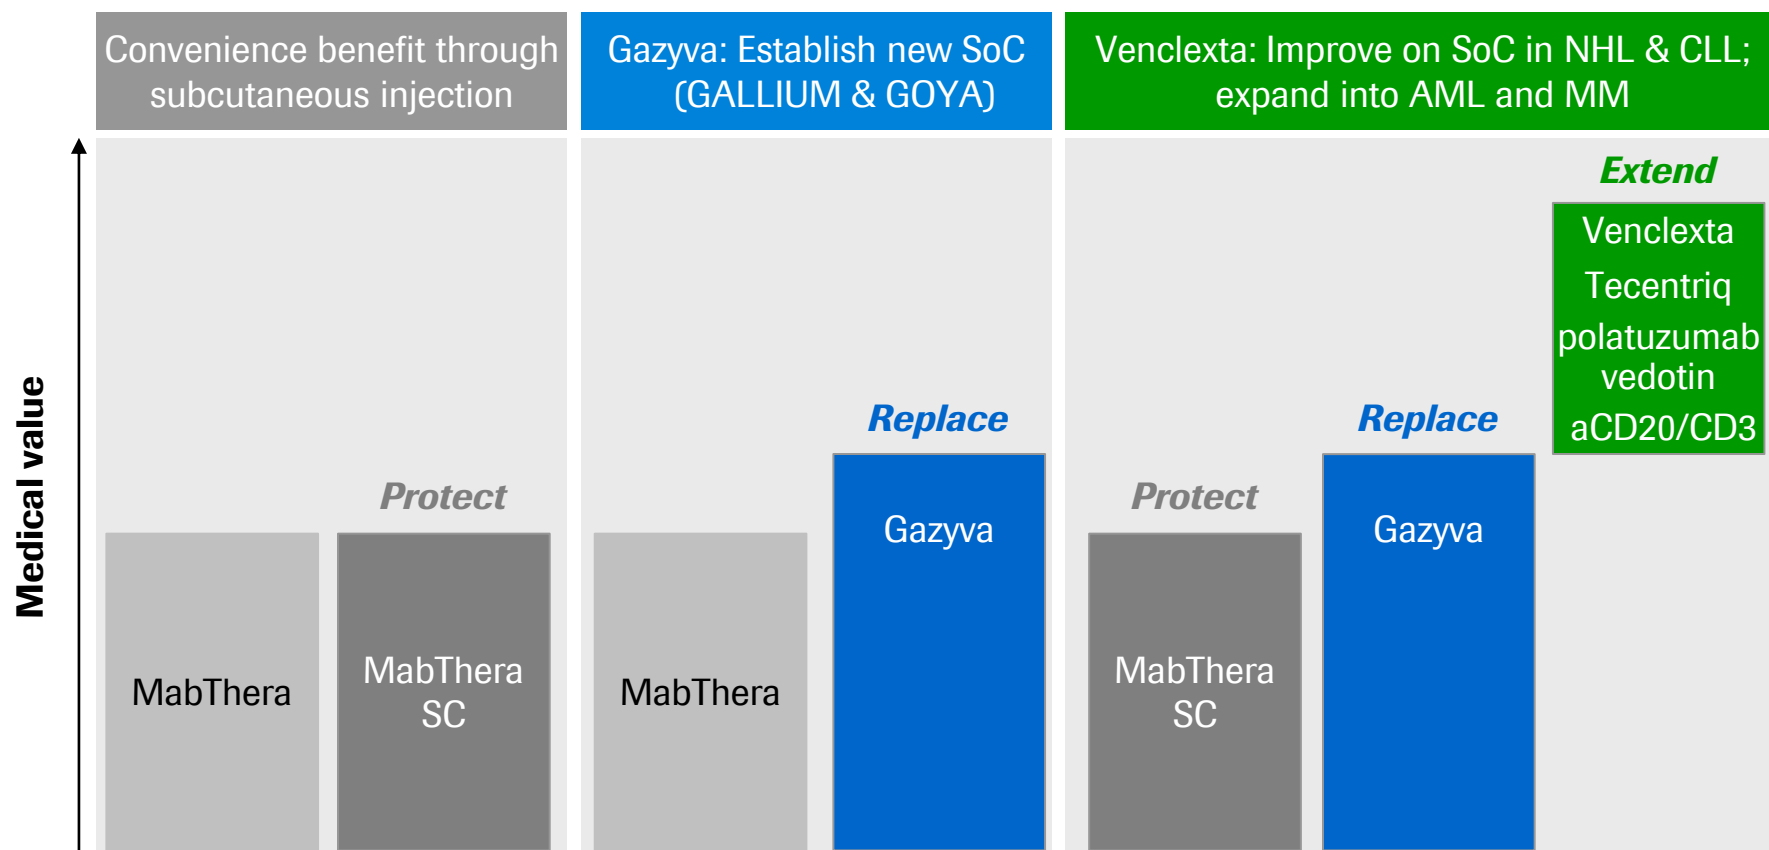 Convenience benefit through
subcutaneous injection
Gazyva: Establish new SoC
(GALLIUM & GOYA)
Venclexta: Improve on SoC in NHL & CLL;
expand into AML and MM
Medical value
MabThera
Protect
MabThera
SC
MabThera
Replace
Gazyva
Protect
MabThera
SC
Replace
Gazyva
Extend
Venclexta
Tecentriq
polatuzumab
vedotin
aCD20/CD3